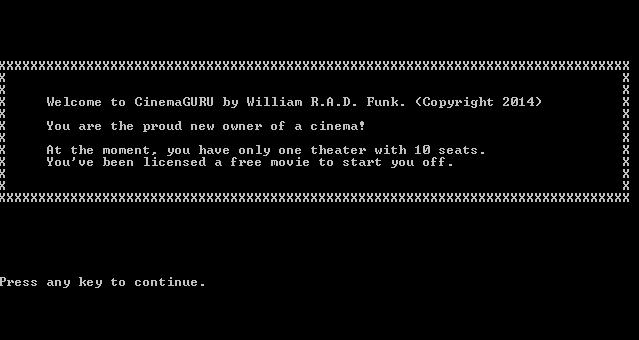 XXXXXXXXXXXXXXXXXXXXXXXXXXXXXXXXXXXXXXXXXXXXXXXXXXXXXXXXXXXXXXXXXXXXXXXXXXXXXXX
X X
X X
X Welcome to CinemaGURU by William R.A.D. Funk. (Copyright 2014) X
X X
X You are the proud new owner of a cinema! X
X X
X At the moment, you have only one theater with 10 seats. X
X You've been licensed a free movie to start you off. X
X X
X X
XXXXXXXXXXXXXXXXXXXXXXXXXXXXXXXXXXXXXXXXXXXXXXXXXXXXXXXXXXXXXXXXXXXXXXXXXXXXXXX
Press any key to continue.